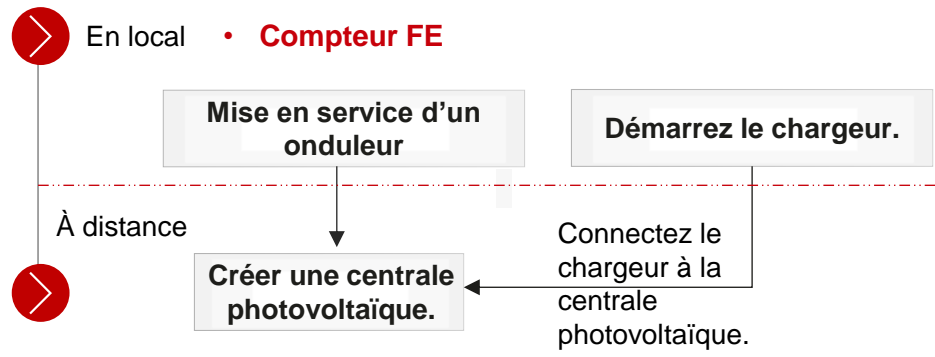 En local • Compteur FE
Mise en service d’un
onduleur
Démarrez le chargeur.
À distance
Connectez le
chargeur à la
centrale
photovoltaïque.
Créer une centrale
photovoltaïque.